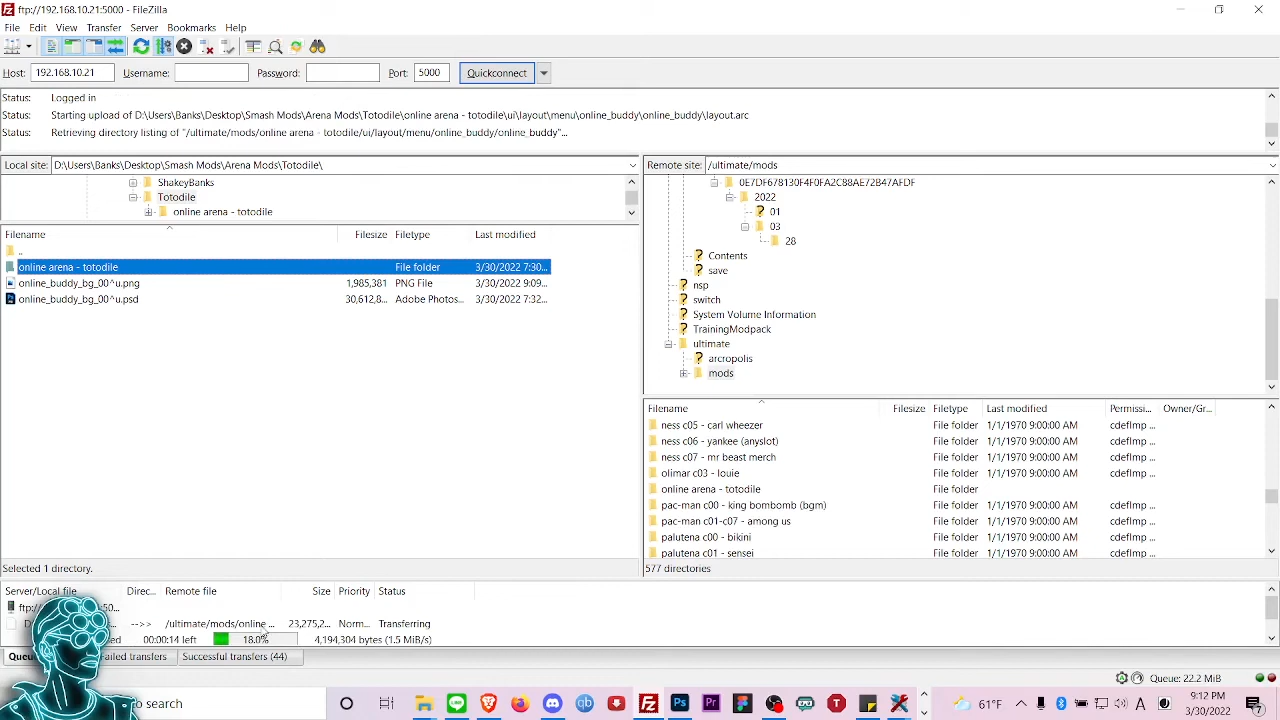 ftp://192.168.10.21:5000 - FileZilla
File Edit View Transfer Server Bookmarks Help
Host: 192.168.10.21 Username: Password: Port: 5000 Quickconnect
Status: Logged in
Status: Starting upload of D:\Users\Banks\Desktop\Smash Mods\Arena Mods\Totodile\online arena - totodile\ui\layout\menu\online_buddy\online_buddy\layout.arc
Status: Retrieving directory listing of "/ultimate/mods/online arena - totodile/ui/layout/menu/online_buddy/online_buddy"...
Local site: D:\Users\Banks\Desktop\Smash Mods\Arena Mods\Totodile\
ShakeyBanks
Totodile
online arena - totodile
Filename Filesize Filetype Last modified
..
online arena - totodile File folder 3/30/2022 7:30...
online_buddy_bg_00^u.png 1,985,381 PNG File 3/30/2022 9:09...
online_buddy_bg_00^u.psd 30,612,8... Adobe Photos... 3/30/2022 7:32...
Selected 1 directory.
Remote site: /ultimate/mods
0E7DF678130F4F0FA2C88AE72B47AFDF
2022
01
03
28
Contents
save
nsp
switch
System Volume Information
TrainingModpack
ultimate
arcropolis
mods
Filename Filesize Filetype Last modified Permissi... Owner/Gr...
ness c05 - carl wheezer File folder 1/1/1970 9:00:00 AM cdefImp ...
ness c06 - yankee (anyslot) File folder 1/1/1970 9:00:00 AM cdefImp ...
ness c07 - mr beast merch File folder 1/1/1970 9:00:00 AM cdefImp ...
olimar c03 - louie File folder 1/1/1970 9:00:00 AM cdefImp ...
online arena - totodile File folder
pac-man c00 - king bombomb (bgm) File folder 1/1/1970 9:00:00 AM cdefImp ...
pac-man c01-c07 - among us File folder 1/1/1970 9:00:00 AM cdefImp ...
palutena c00 - bikini File folder 1/1/1970 9:00:00 AM cdefImp ...
palutena c01 - sensei File folder 1/1/1970 9:00:00 AM cdefImp ...
577 directories
Server/Local file Direc... Remote file Size Priority Status
ftp:
-->> /ultimate/mods/online ... 23,275,2... Norm... Transferring
00:00:14 left 18.0% 4,194,304 bytes (1.5 MiB/s)
transfers Successful transfers (44)
Queue: 22.2 MiB
search
61°F
9:12 PM
3/30/2022
7